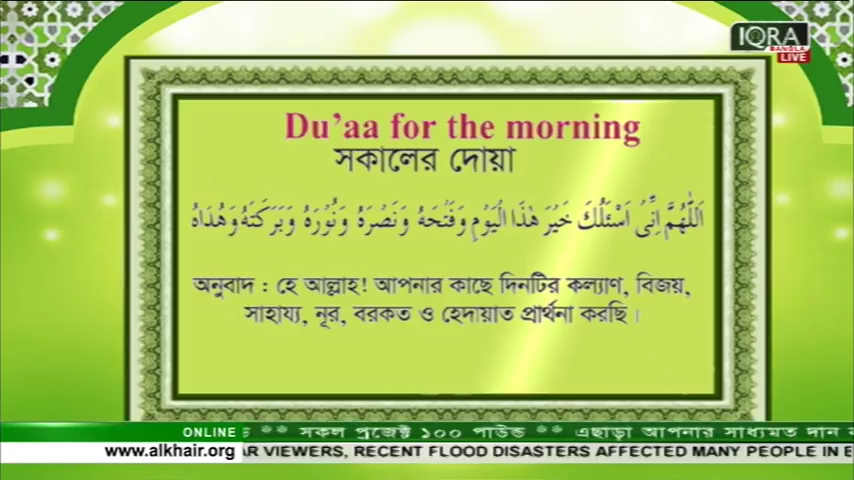 IQRA
BANGLA
LIVE
Du’aa for the morning
সকালের দোয়া
اَللّٰهُمَّ اِنِّىْ اَسْئَلُكَ خَيْرَ هٰذَا الْيَوْمِ وَفَتْحَهُ وَنَصْرَهُ وَنُوْرَهُ وَبَرَكَتَهُ وَهُدَاهُ
অনুবাদ : হে আল্লাহ! আপনার কাছে দিনটির কল্যাণ, বিজয়,
সাহায্য, নূর, বরকত ও হেদায়াত প্রার্থনা করছি।
ONLINE ** সকল প্রজেক্ট ১০০ পাউন্ড ** এছাড়া আপনার সাধ্যমত দান
www.alkhair.org AR VIEWERS, RECENT FLOOD DISASTERS AFFECTED MANY PEOPLE IN